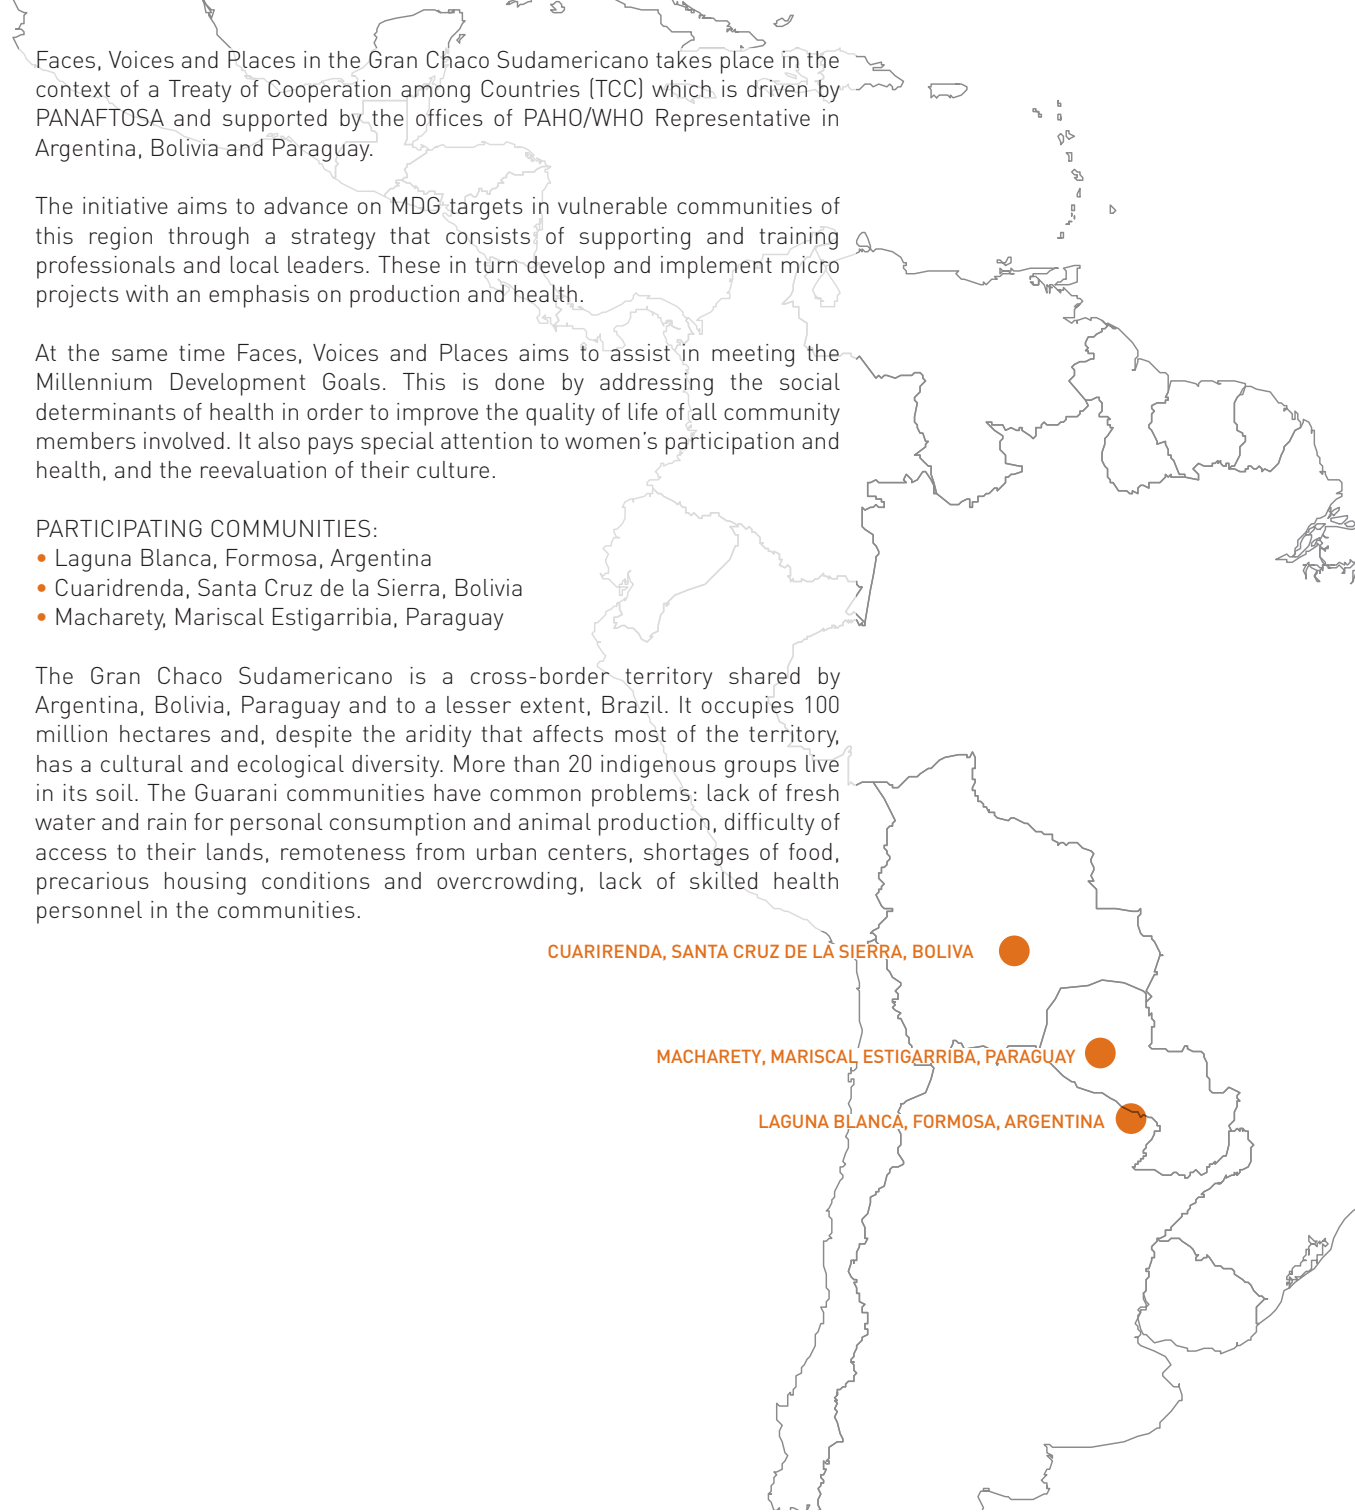 Faces, Voices and Places in the Gran Chaco Sudamericano takes place in the
context of a Treaty of Cooperation among Countries (TCC) which is driven by
PANAFTOSA and supported by the offices of PAHO/WHO Representative in
Argentina, Bolivia and Paraguay.
The initiative aims to advance on MDG targets in vulnerable communities of
this region through a strategy that consists of supporting and training
professionals and local leaders. These in turn develop and implement micro
projects with an emphasis on production and health.
At the same time Faces, Voices and Places aims to assist in meeting the
Millennium Development Goals. This is done by addressing the social
determinants of health in order to improve the quality of life of all community
members involved. It also pays special attention to women's participation and
health, and the reevaluation of their culture.
PARTICIPATING COMMUNITIES:
• Laguna Blanca, Formosa, Argentina
• Cuaridrenda, Santa Cruz de la Sierra, Bolivia
• Macharety, Mariscal Estigarribia, Paraguay
The Gran Chaco Sudamericano is a cross-border territory shared by
Argentina, Bolivia, Paraguay and to a lesser extent, Brazil. It occupies 100
million hectares and, despite the aridity that affects most of the territory,
has a cultural and ecological diversity. More than 20 indigenous groups live
in its soil. The Guarani communities have common problems: lack of fresh
water and rain for personal consumption and animal production, difficulty of
access to their lands, remoteness from urban centers, shortages of food,
precarious housing conditions and overcrowding, lack of skilled health
personnel in the communities.
CUARIRENDA, SANTA CRUZ DE LA SIERRA, BOLIVA
MACHARETY, MARISCAL ESTIGARRIBA, PARAGUAY
LAGUNA BLANCA, FORMOSA, ARGENTINA